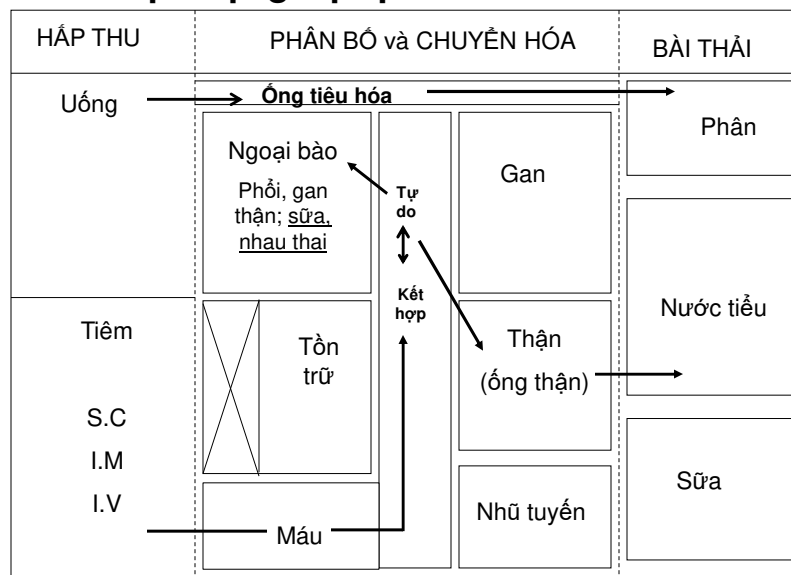 HẤP THU
PHÂN BỐ và CHUYỂN HÓA
BÀI THẢI
Uống
Ống tiêu hóa
Phân
Ngoại bào
Phổi, gan
thận; sữa,
nhau thai
Tự
do
Kết
hợp
Gan
Nước tiểu
Tiêm
S.C
I.M
I.V
Tồn
trữ
Thận
(ống thận)
Máu
Nhũ tuyến
Sữa